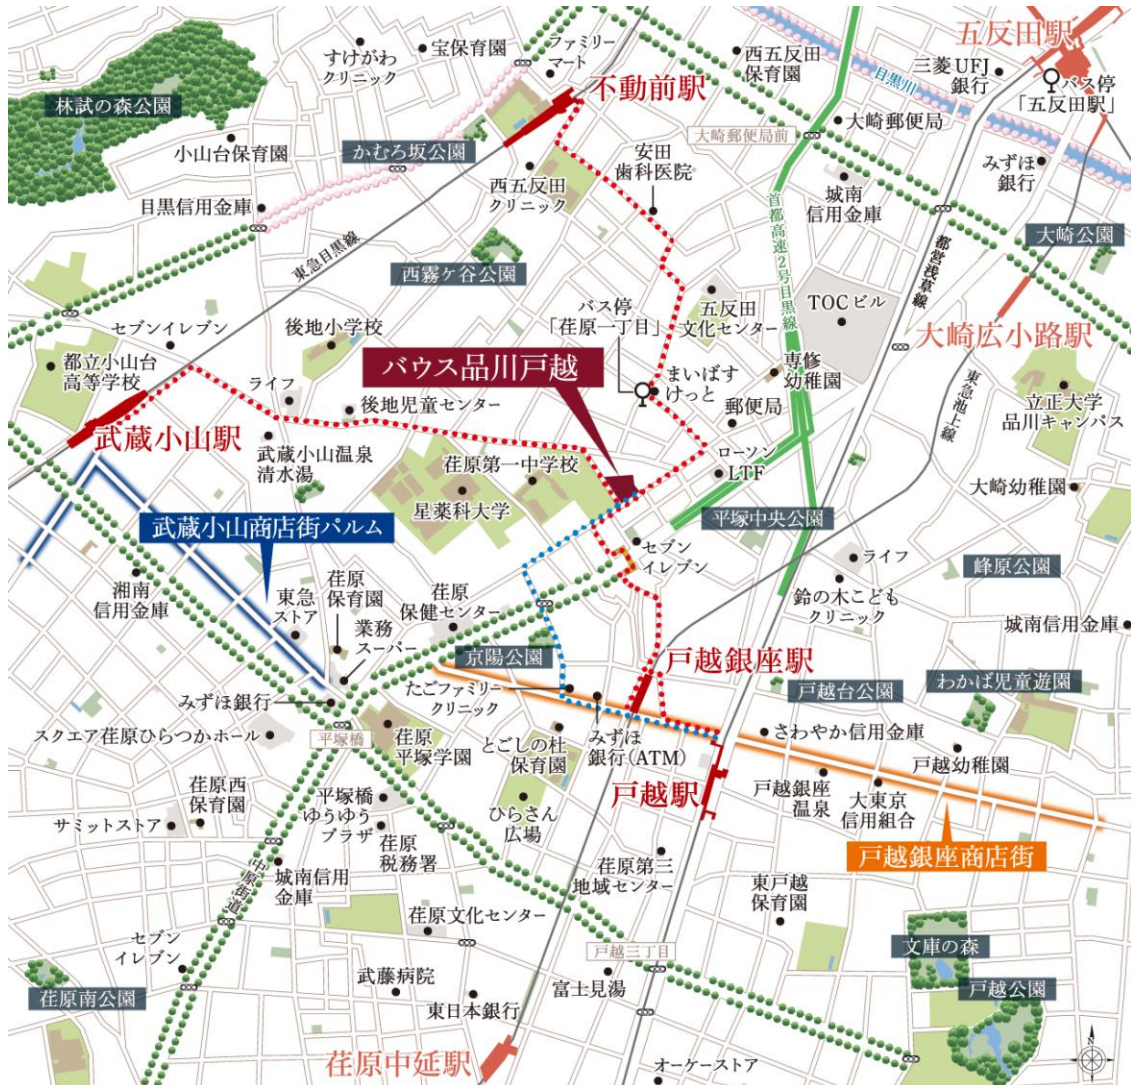 五反田駅
宝保育園
ファミリー
マート
すけがわ
クリニック
西五反田
保育園
目黒川
三菱UFJ
銀行
バス停
「五反田駅」
不動前駅
林試の森公園
大崎郵便局前
大崎郵便局
小山台保育園
かむろ坂公園
安田
歯科医院
みずほ
銀行
西五反田
クリニック
城南
信用金庫
目黒信用金庫
首都高速2号目黒線
都営浅草線
大崎公園
東急目黒線
西霧ケ谷公園
五反田
文化センター
TOCビル
バス停
「荏原一丁目」
セブンイレブン
後地小学校
大崎広小路駅
都立小山台
高等学校
バウス品川戸越
まいばす
けっと
専修
幼稚園
東急池上線
ライフ
後地児童センター
郵便局
立正大学
品川キャンパス
武蔵小山駅
武蔵小山温泉
清水湯
荏原第一中学校
ローソン
LTF
星薬科大学
大崎幼稚園
平塚中央公園
武蔵小山商店街パルム
セブン
イレブン
ライフ
峰原公園
湘南
信用金庫
荏原
保育園
東急
ストア
荏原
保健センター
鈴の木こども
クリニック
業務
スーパー
城南信用金庫
京陽公園
戸越銀座駅
たごファミリー
クリニック
戸越台公園
わかば児童遊園
みずほ銀行
スクエア荏原ひらつかホール
平塚橋
荏原
平塚学園
とごしの杜
保育園
みずほ
銀行(ATM)
さわやか信用金庫
戸越幼稚園
荏原西
保育園
戸越駅
戸越銀座
温泉
大東京
信用組合
平塚橋
ゆうゆう
プラザ
ひらさん
広場
サミットストア
荏原
税務署
戸越銀座商店街
城南信用
金庫
荏原第三
地域センター
中原街道
東戸越
保育園
荏原文化センター
セブン
イレブン
戸越三丁目
文庫の森
武藤病院
富士見湯
戸越公園
荏原南公園
東日本銀行
荏原中延駅
オーケーストア
N